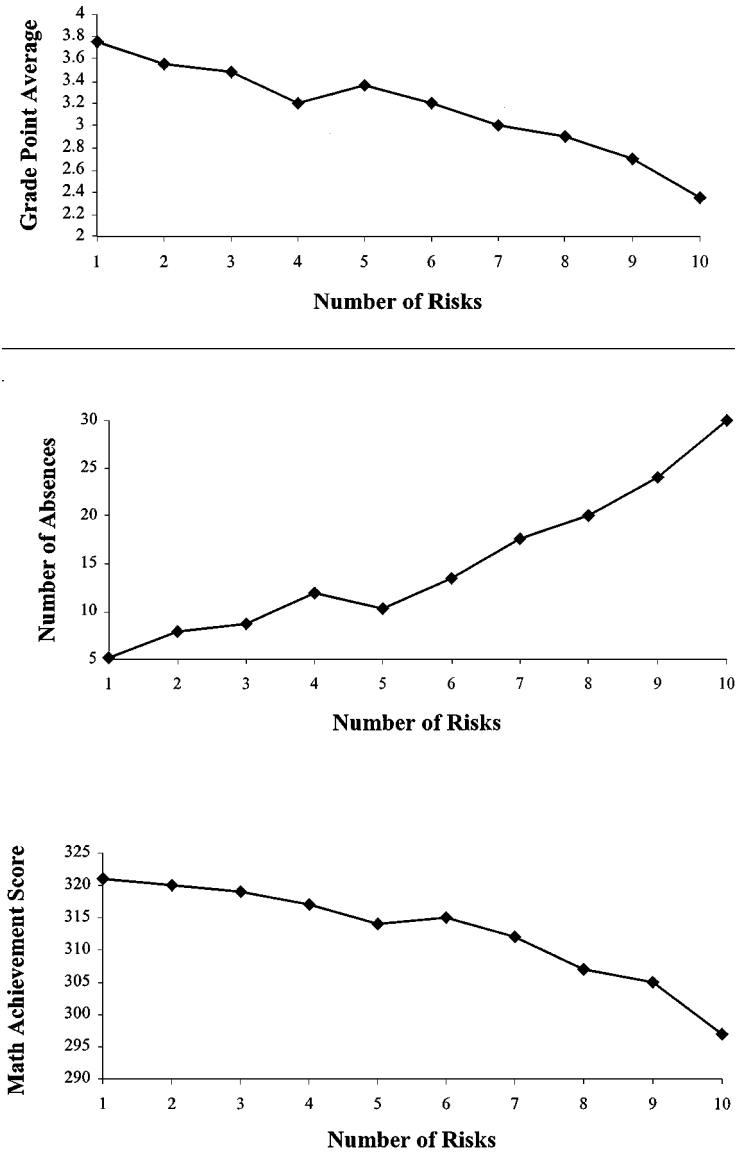 Grade Point Average
4
3.8
3.6
3.4
3.2
3
2.8
2.6
2.4
2.2
2
1 2 3 4 5 6 7 8 9 10
Number of Risks
Number of Absences
30
25
20
15
10
5
1 2 3 4 5 6 7 8 9 10
Number of Risks
Math Achievement Score
325
320
315
310
305
300
295
290
1 2 3 4 5 6 7 8 9 10
Number of Risks